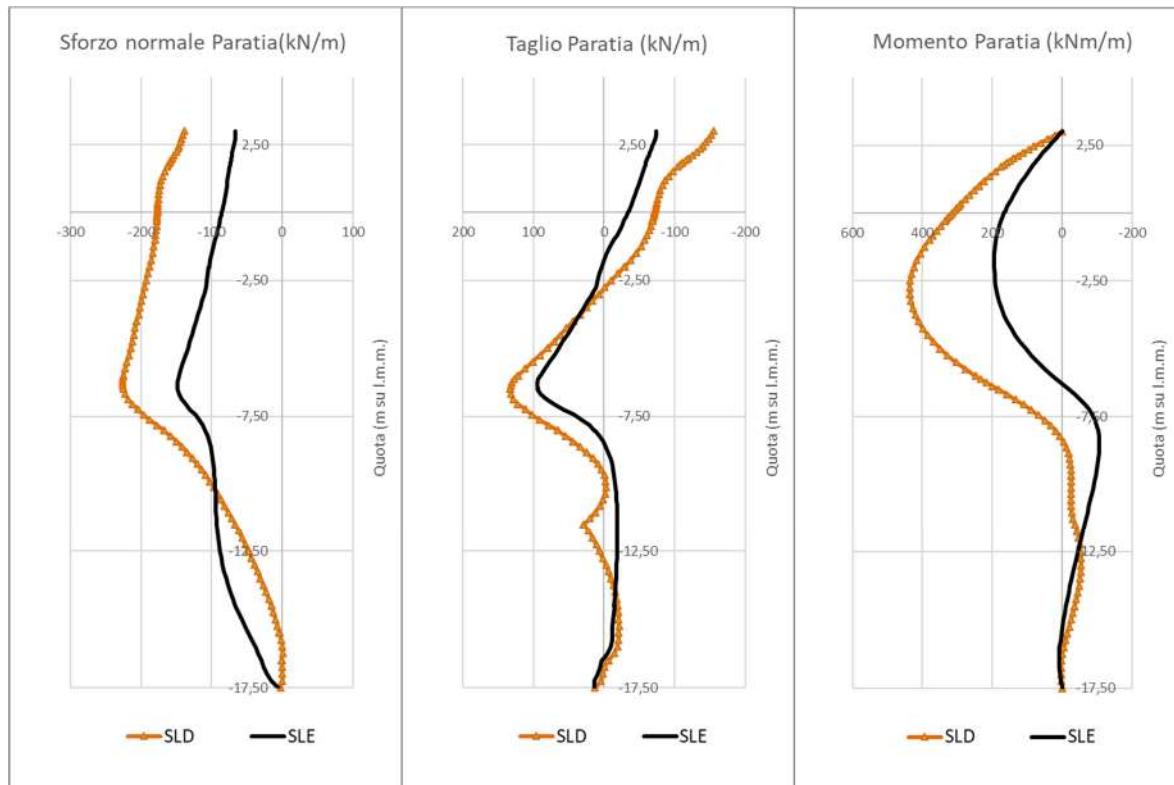 Sforzo normale Paratia(kN/m)
2,50
-300 -200 -100 0 100
-2,50
-7,50
-12,50
-17,50
Quota (m su l.m.m.)
SLD SLE
Taglio Paratia (kN/m)
2,50
200 100 0 -100 -200
-2,50
-7,50
-12,50
-17,50
Quota (m su l.m.m.)
SLD SLE
Momento Paratia (kNm/m)
2,50
600 400 200 0 -200
-2,50
-7,50
-12,50
-17,50
Quota (m su l.m.m.)
SLD SLE